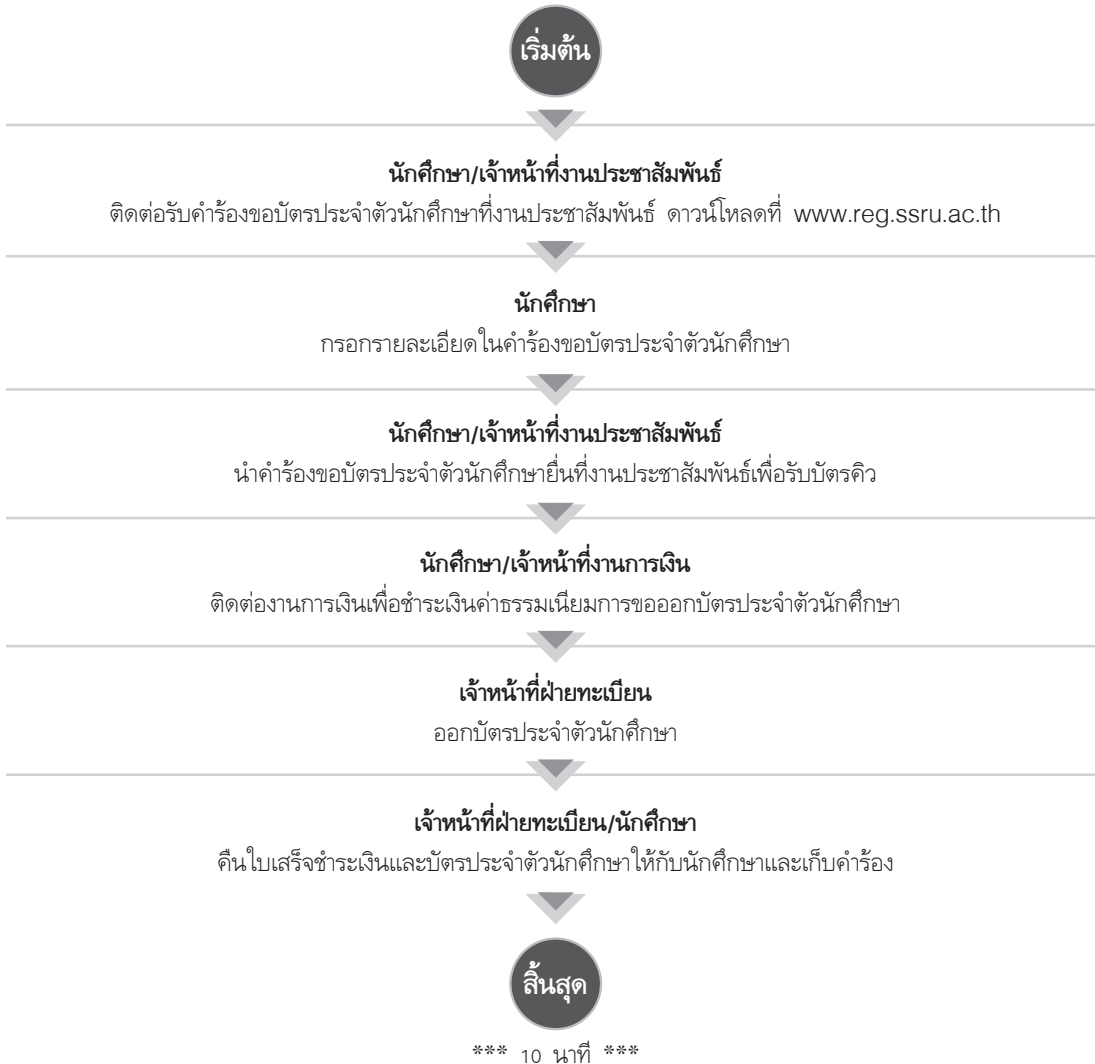 เริ่มต้น
นักศึกษา/เจ้าหน้าที่งานประชาสัมพันธ์
ติดต่อรับคำร้องขอบัตรประจำตัวนักศึกษาที่งานประชาสัมพันธ์ ดาวน์โหลดที่ www.reg.ssru.ac.th
นักศึกษา
กรอกรายละเอียดในคำร้องขอบัตรประจำตัวนักศึกษา
นักศึกษา/เจ้าหน้าที่งานประชาสัมพันธ์
นำคำร้องขอบัตรประจำตัวนักศึกษายื่นที่งานประชาสัมพันธ์เพื่อรับบัตรคิว
นักศึกษา/เจ้าหน้าที่งานการเงิน
ติดต่องานการเงินเพื่อชำระเงินค่าธรรมเนียมการขอออกบัตรประจำตัวนักศึกษา
เจ้าหน้าที่ฝ่ายทะเบียน
ออกบัตรประจำตัวนักศึกษา
เจ้าหน้าที่ฝ่ายทะเบียน/นักศึกษา
คืนใบเสร็จชำระเงินและบัตรประจำตัวนักศึกษาให้กับนักศึกษาและเก็บคำร้อง
สิ้นสุด
*** 10 นาที ***